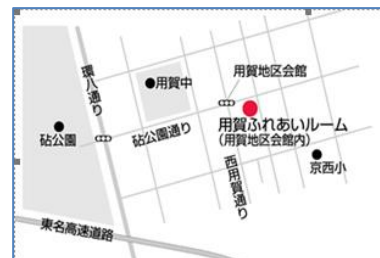 環八通り
用賀中
用賀地区会館
砧公園
砧公園通り
用賀ふれあいルーム
(用賀地区会館内)
西用賀通り
京西小
東名高速道路